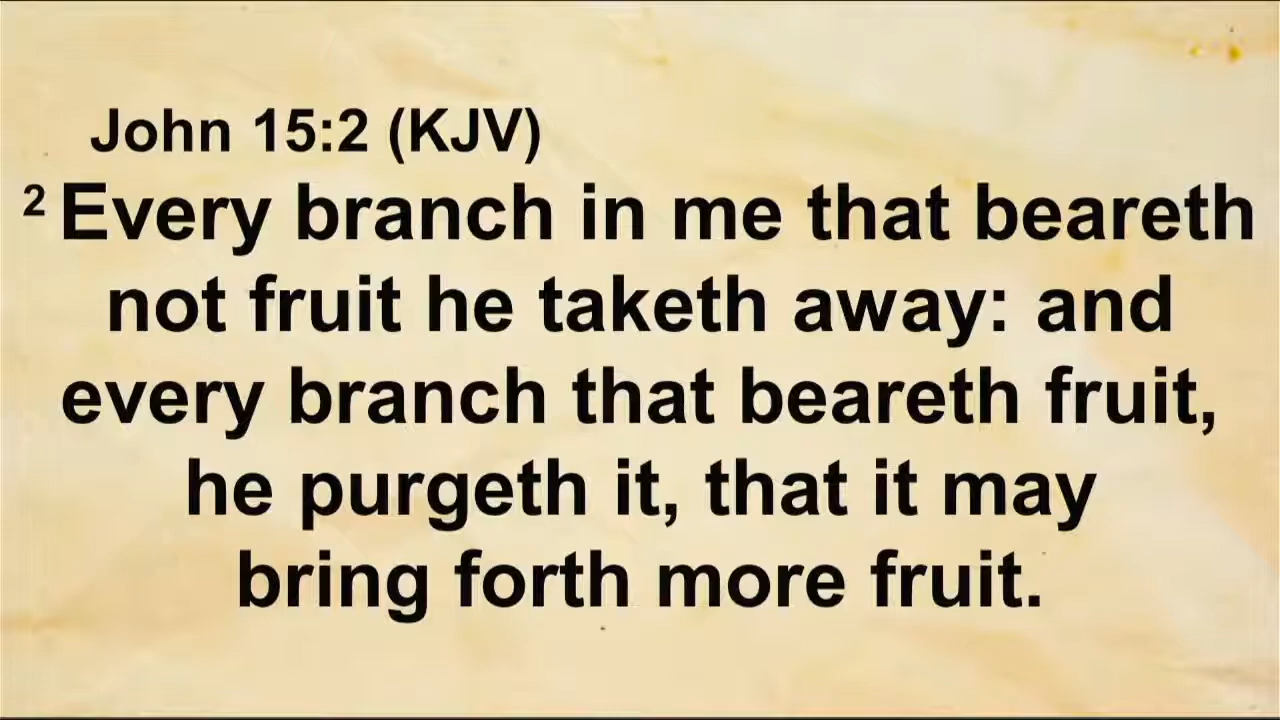 John 15:2 (KJV)
2 Every branch in me that beareth
not fruit he taketh away: and
every branch that beareth fruit,
he purgeth it, that it may
bring forth more fruit.